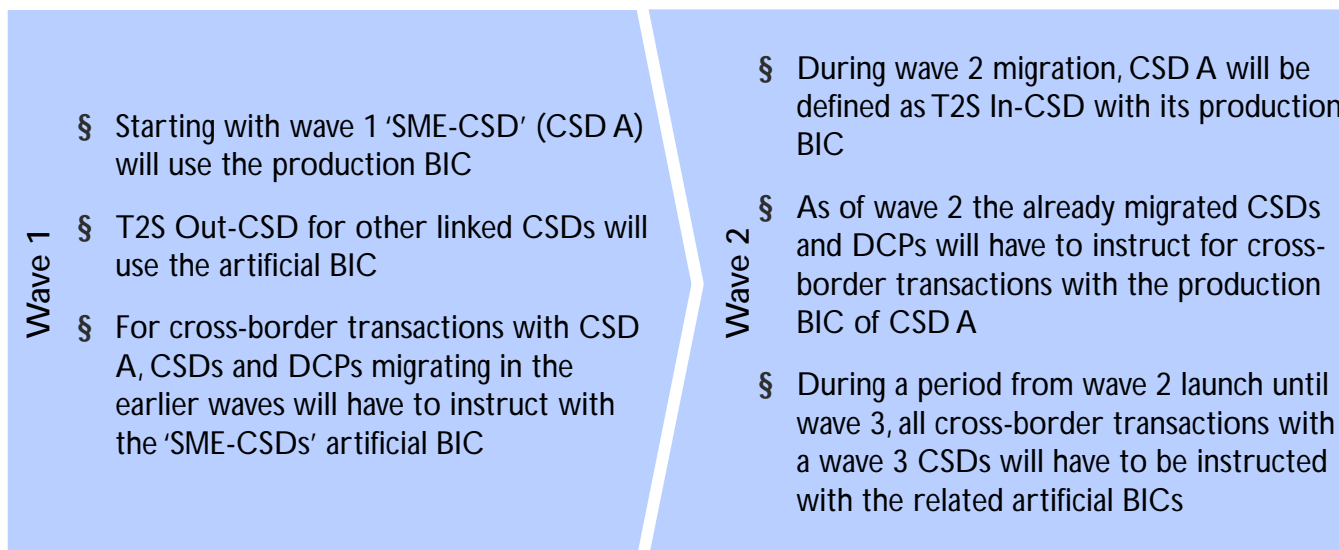 Wave 1
§ Starting with wave 1 ‘SME-CSD’ (CSD A)
will use the production BIC
§ T2S Out-CSD for other linked CSDs will
use the artificial BIC
§ For cross-border transactions with CSD
A, CSDs and DCPs migrating in the
earlier waves will have to instruct with
the ‘SME-CSDs’ artificial BIC
Wave 2
§ During wave 2 migration, CSD A will be
defined as T2S In-CSD with its production
BIC
§ As of wave 2 the already migrated CSDs
and DCPs will have to instruct for cross-
border transactions with the production
BIC of CSD A
§ During a period from wave 2 launch until
wave 3, all cross-border transactions with
a wave 3 CSDs will have to be instructed
with the related artificial BICs